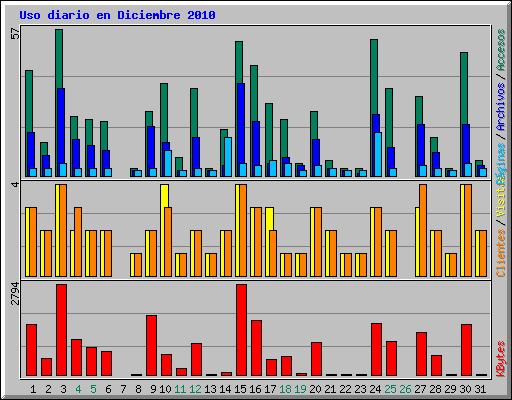 Uso diario en Diciembre 2010
57
4
2794
Clientes / visitas
Páginas / Archivos / Accesos
KBytes
1 2 3 4 5 6 7 8 9 10 11 12 13 14 15 16 17 18 19 20 21 22 23 24 25 26 27 28 29 30 31